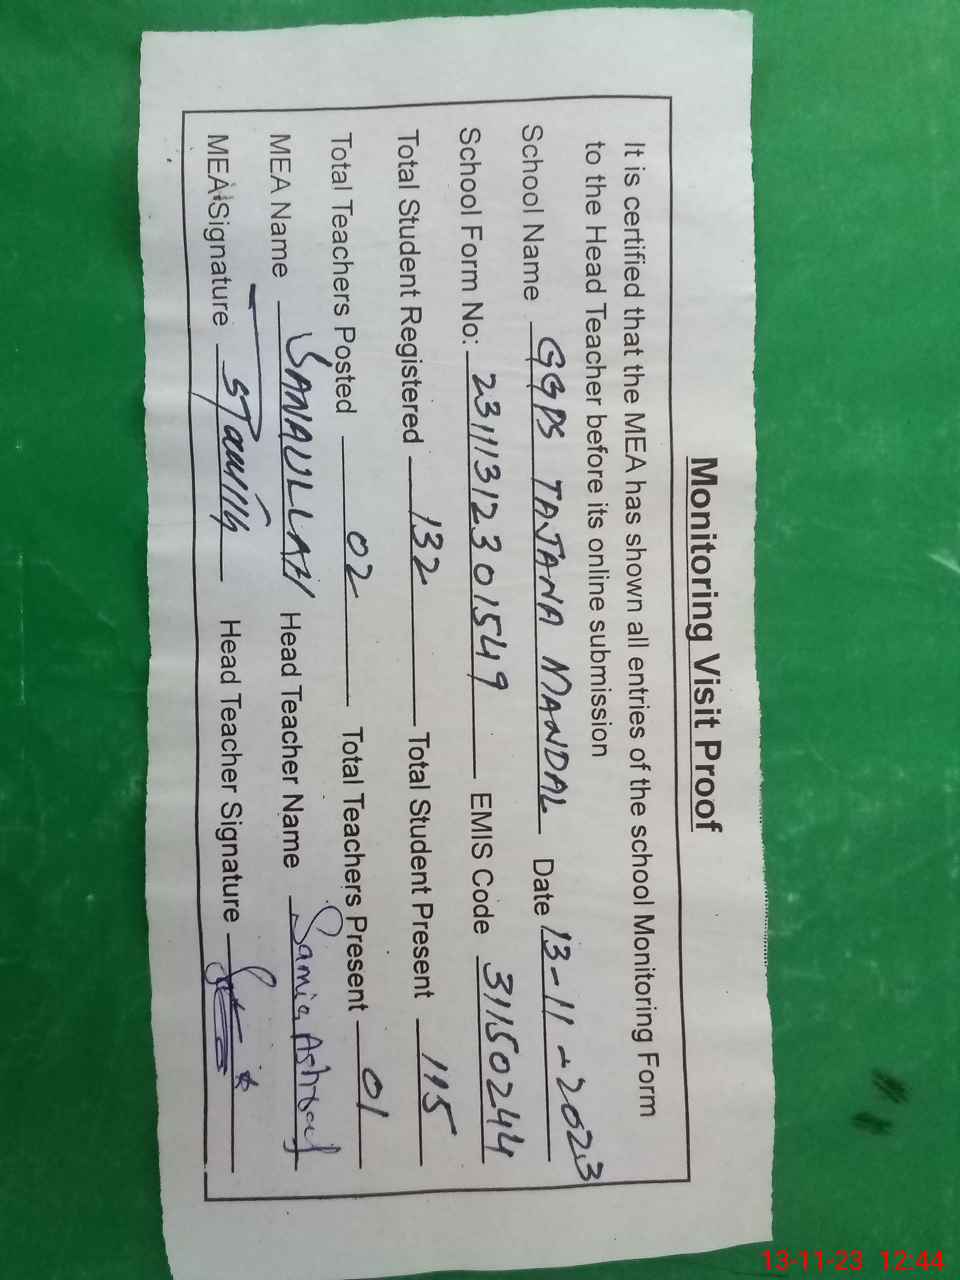 Monitoring Visit Proof
It is certified that the MEA has shown all entries of the school Monitoring Form
to the Head Teacher before its online submission
School Name GGPS TAJANA MANDAL Date 13-11-2023
School Form No: 23111312301549 EMIS Code 31150244
Total Student Registered 132 Total Student Present 115
Total Teachers Posted 02 Total Teachers Present 01
MEA Name SANAULLAH Head Teacher Name Samia Ashraf
MEA Signature Head Teacher Signature
13-11-23 12:44